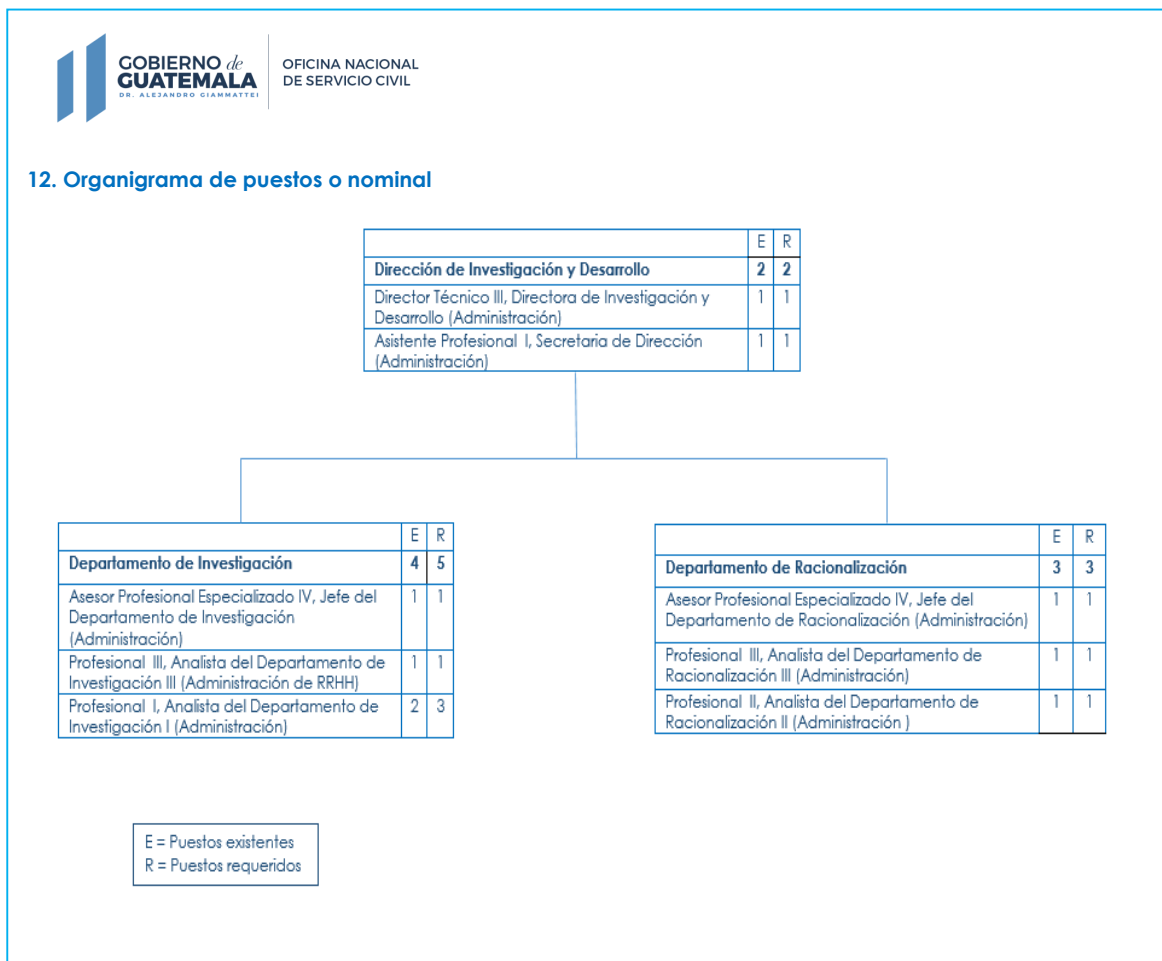 GOBIERNO de
GUATEMALA
DR. ALEJANDRO GIAMMATTEI
OFICINA NACIONAL
DE SERVICIO CIVIL
12. Organigrama de puestos o nominal
E R
Dirección de Investigación y Desarrollo 2 2
Director Técnico III, Directora de Investigación y 1 1
Desarrollo (Administración)
Asistente Profesional I, Secretaria de Dirección 1 1
(Administración)
E R
Departamento de Investigación 4 5
Asesor Profesional Especializado IV, Jefe del 1 1
Departamento de Investigación
(Administración)
Profesional III, Analista del Departamento de 1 1
Investigación III (Administración de RRHH)
Profesional I, Analista del Departamento de 2 3
Investigación I (Administración)
E R
Departamento de Racionalización 3 3
Asesor Profesional Especializado IV, Jefe del 1 1
Departamento de Racionalización (Administración)
Profesional III, Analista del Departamento de 1 1
Racionalización III (Administración)
Profesional II, Analista del Departamento de 1 1
Racionalización II (Administración )
E = Puestos existentes
R = Puestos requeridos